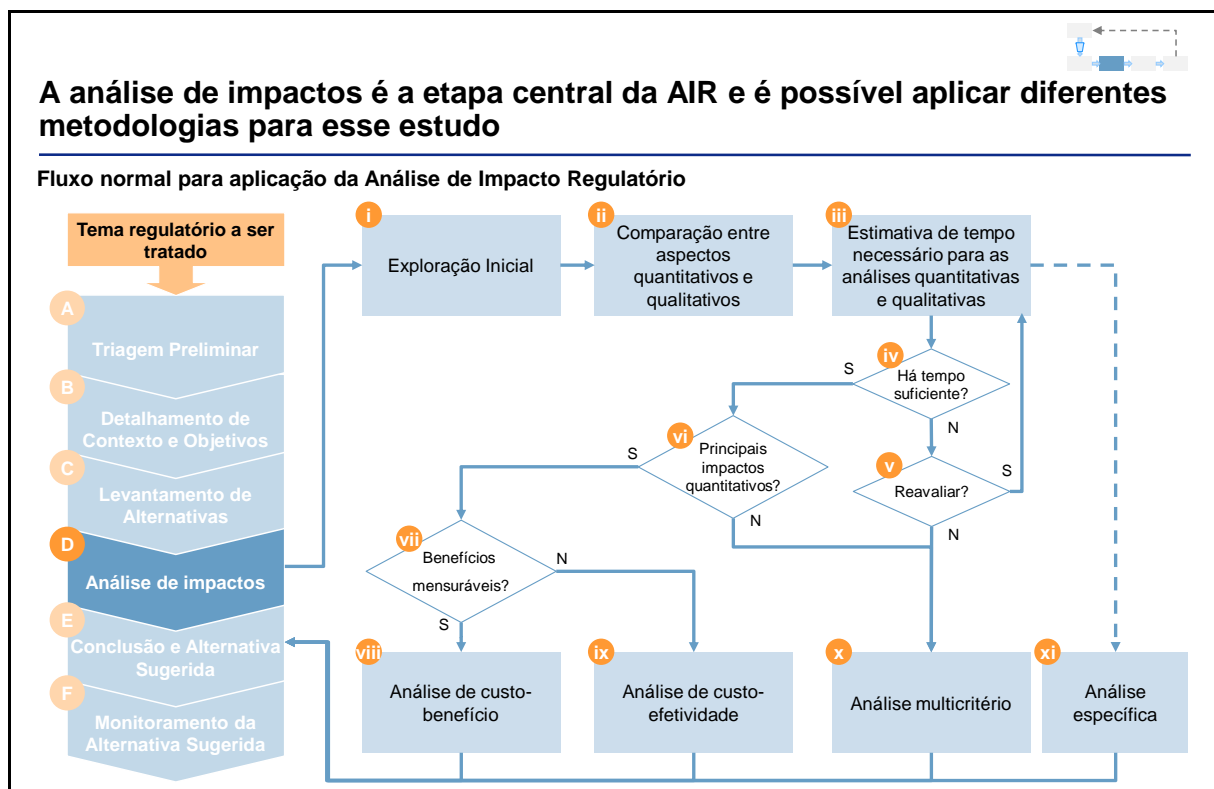 A análise de impactos é a etapa central da AIR e é possível aplicar diferentes
metodologias para esse estudo
Fluxo normal para aplicação da Análise de Impacto Regulatório
Tema regulatório a ser
tratado
A
Triagem Preliminar
B
Detalhamento de
Contexto e Objetivos
C
Levantamento de
Alternativas
D
Análise de impactos
E
Conclusão e Alternativa
Sugerida
F
Monitoramento da
Alternativa Sugerida
i
Exploração Inicial
ii
Comparação entre
aspectos
quantitativos e
qualitativos
iii
Estimativa de tempo
necessário para as
análises quantitativas
e qualitativas
iv
Há tempo
suficiente?
S
N
v
Reavaliar?
S
N
vi
Principais
impactos
quantitativos?
S
N
vii
Benefícios
mensuráveis?
N
S
viii
Análise de custo-
benefício
ix
Análise de custo-
efetividade
x
Análise multicritério
xi
Análise
específica